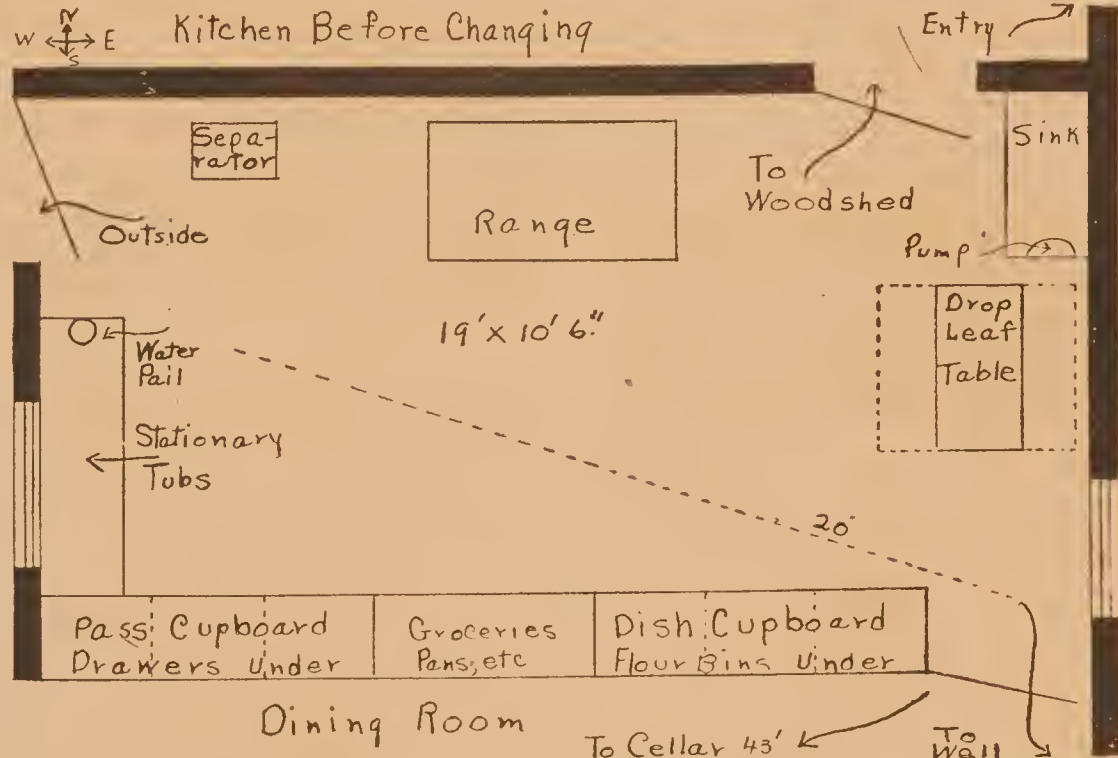 N
W E
S
Kitchen Before Changing
Entry
Sepa-
rator
Range
To
Woodshed
Sink
Outside
Pump
Water
Pail
19' x 10' 6"
Drop
Leaf
Table
Stationary
Tubs
20'
Pass Cupboard
Drawers Under
Groceries
Pans, etc
Dish Cupboard
Flour Bins Under
Dining Room
To Cellar 43'
To
Well